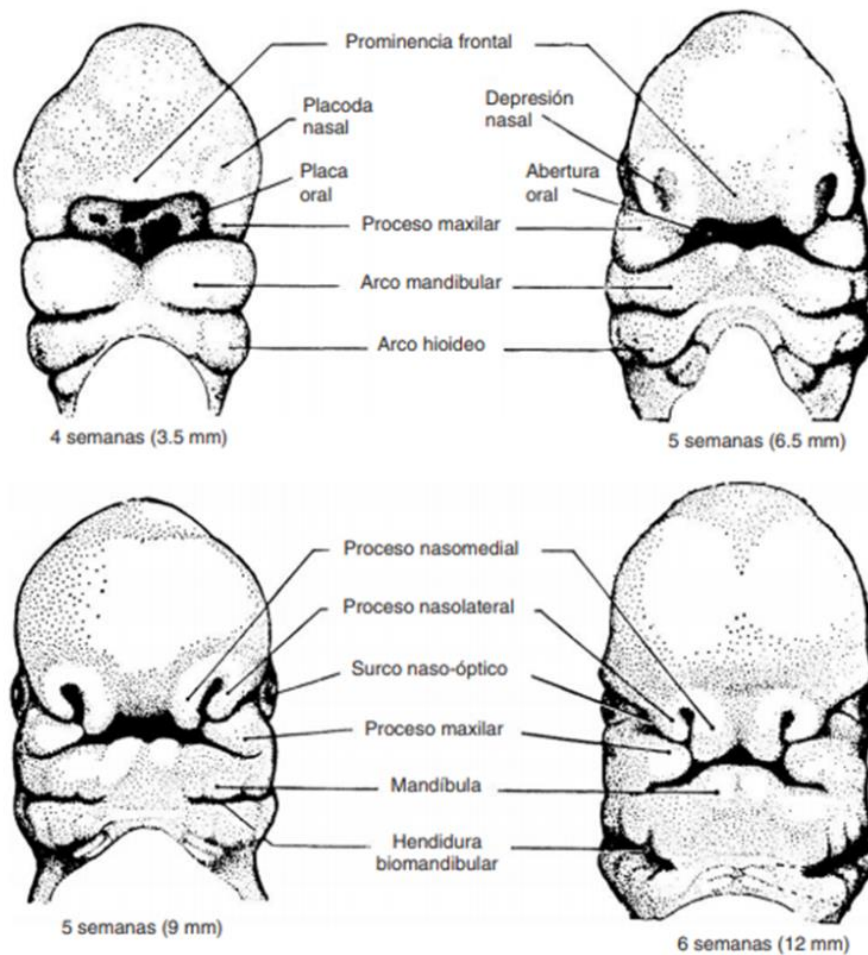 Prominencia frontal
Placoda
nasal
Depresión
nasal
Placa
oral
Abertura
oral
Proceso maxilar
Arco mandibular
Arco hioideo
4 semanas (3.5 mm)
5 semanas (6.5 mm)
Proceso nasomedial
Proceso nasolateral
Surco naso-óptico
Proceso maxilar
Mandíbula
Hendidura
biomandibular
5 semanas (9 mm)
6 semanas (12 mm)